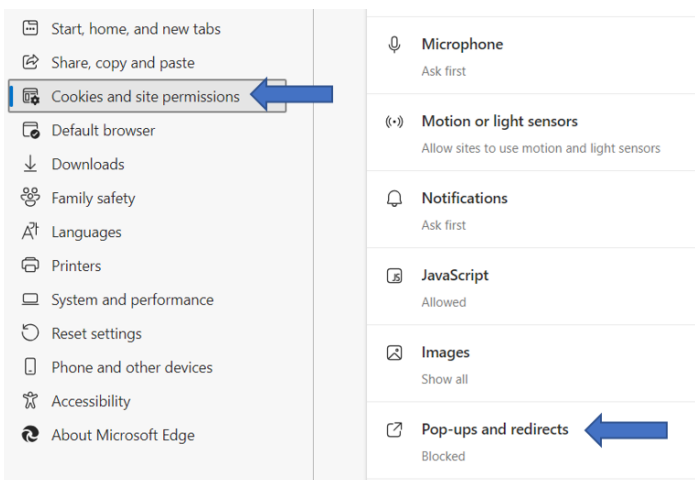 Start, home, and new tabs
Share, copy and paste
Cookies and site permissions
Default browser
Downloads
Family safety
Languages
Printers
System and performance
Reset settings
Phone and other devices
Accessibility
About Microsoft Edge
Microphone
Ask first
Motion or light sensors
Allow sites to use motion and light sensors
Notifications
Ask first
JavaScript
Allowed
Images
Show all
Pop-ups and redirects
Blocked